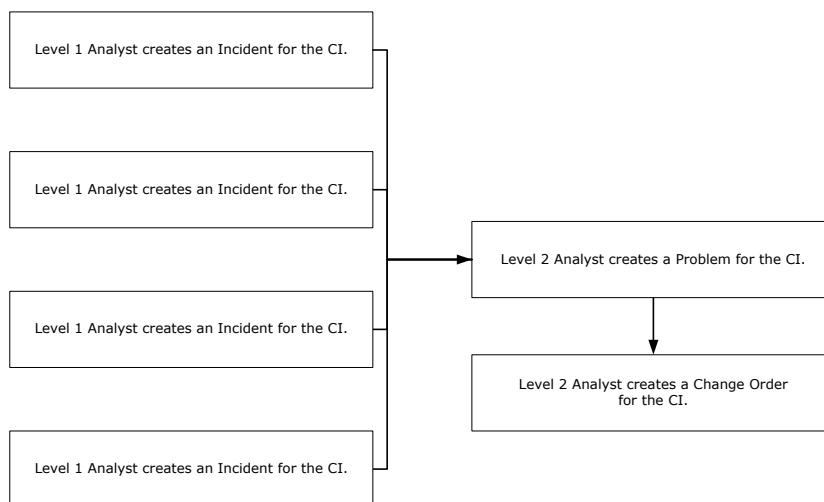 Level 1 Analyst creates an Incident for the CI.
Level 1 Analyst creates an Incident for the CI.
Level 2 Analyst creates a Problem for the CI.
Level 1 Analyst creates an Incident for the CI.
Level 2 Analyst creates a Change Order
for the CI.
Level 1 Analyst creates an Incident for the CI.